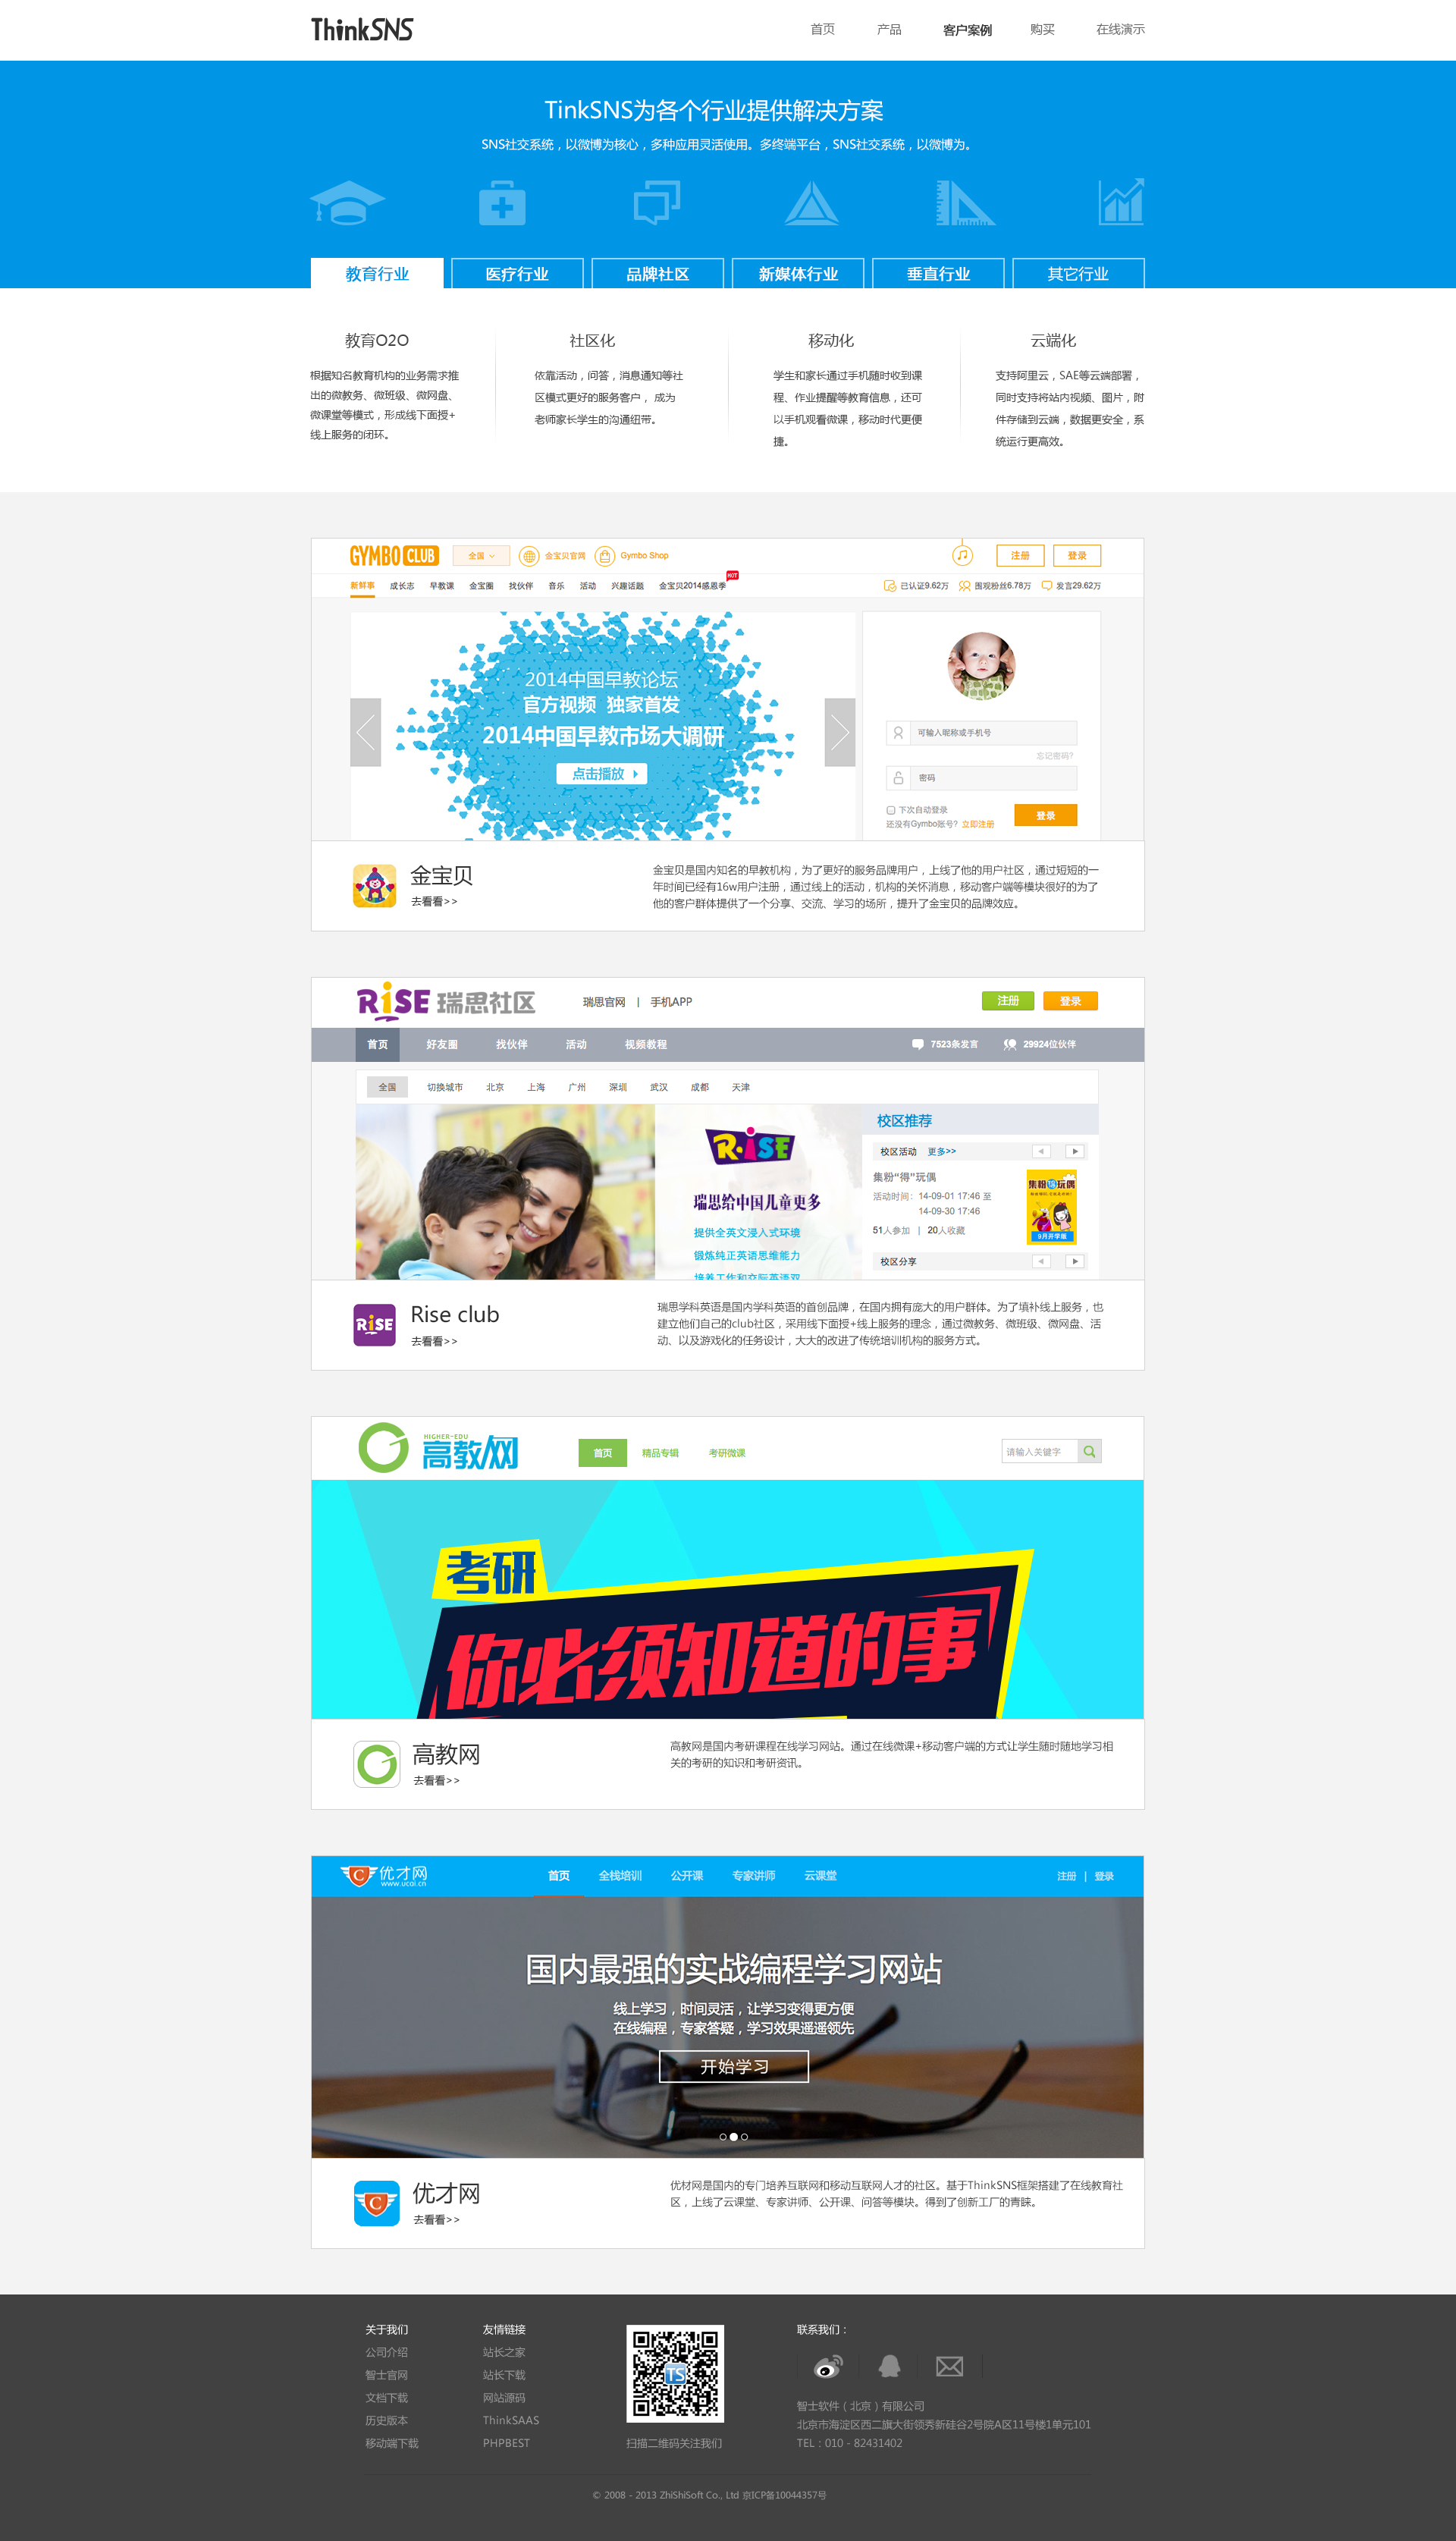 ThinkSNS
首页 产品 客户案例 购买 在线演示
TinkSNS为各个行业提供解决方案
SNS社交系统，以微博为核心，多种应用灵活使用。多终端平台，SNS社交系统，以微博为。
教育行业 医疗行业 品牌社区 新媒体行业 垂直行业 其它行业
教育O2O
根据知名教育机构的业务需求推
出的微教务、微班级、微网盘、
微课堂等模式，形成线下面授+
线上服务的闭环。
社区化
依靠活动，问答，消息通知等社
区模式更好的服务客户， 成为
老师家长学生的沟通纽带。
移动化
学生和家长通过手机随时收到课
程、作业提醒等教育信息，还可
以手机观看微课，移动时代更便
捷。
云端化
支持阿里云，SAE等云端部署，
同时支持将站内视频、图片，附
件存储到云端，数据更安全，系
统运行更高效。
GYMBO CLUB 全国 金宝贝官网 Gymbo Shop 注册 登录
新鲜事 成长志 早教课 金宝圈 找伙伴 音乐 活动 兴趣话题 金宝贝2014感恩季 HOT 已认证9.62万 围观粉丝6.78万 发言29.62万
2014中国早教论坛
官方视频 独家首发
2014中国早教市场大调研
点击播放
可输入昵称或手机号
忘记密码?
密码
下次自动登录
还没有Gymbo账号? 立即注册
登录
金宝贝
去看看>>
金宝贝是国内知名的早教机构，为了更好的服务品牌用户，上线了他的用户社区，通过短短的一
年时间已经有16w用户注册，通过线上的活动，机构的关怀消息，移动客户端等模块很好的为了
他的客户群体提供了一个分享、交流、学习的场所，提升了金宝贝的品牌效应。
RiSE 瑞思社区 瑞思官网 | 手机APP 注册 登录
首页 好友圈 找伙伴 活动 视频教程 7523条发言 29924位伙伴
全国 切换城市 北京 上海 广州 深圳 武汉 成都 天津
RiSE
瑞思给中国儿童更多
提供全英文浸入式环境
锻炼纯正英语思维能力
培养工作和交际英语双
校区推荐
校区活动 更多>>
集粉“得”玩偶
活动时间： 14-09-01 17:46 至
14-09-30 17:46
51人参加 | 20人收藏
集粉得玩偶
9月开学版
校区分享
RiSE
Rise club
去看看>>
瑞思学科英语是国内学科英语的首创品牌，在国内拥有庞大的用户群体。为了填补线上服务，也
建立他们自己的club社区，采用线下面授+线上服务的理念，通过微教务、微班级、微网盘、活
动、以及游戏化的任务设计，大大的改进了传统培训机构的服务方式。
HIGHER-EDU
高教网 首页 精品专辑 考研微课 请输入关键字
考研
你必须知道的事
高教网
去看看>>
高教网是国内考研课程在线学习网站。通过在线微课+移动客户端的方式让学生随时随地学习相
关的考研的知识和考研资讯。
C 优才网 首页 全栈培训 公开课 专家讲师 云课堂 注册 | 登录
www.ucai.cn
国内最强的实战编程学习网站
线上学习，时间灵活，让学习变得更方便
在线编程，专家答疑，学习效果遥遥领先
开始学习
C
优才网
去看看>>
优材网是国内的专门培养互联网和移动互联网人才的社区。基于ThinkSNS框架搭建了在线教育社
区，上线了云课堂、专家讲师、公开课、问答等模块。得到了创新工厂的青睐。
关于我们
公司介绍
智士官网
文档下载
历史版本
移动端下载
友情链接
站长之家
站长下载
网站源码
ThinkSAAS
PHPBEST
TS
扫描二维码关注我们
联系我们：
智士软件（北京）有限公司
北京市海淀区西二旗大街领秀新硅谷2号院A区11号楼1单元101
TEL：010 - 82431402
© 2008 - 2013 ZhiShiSoft Co., Ltd 京ICP备10044357号